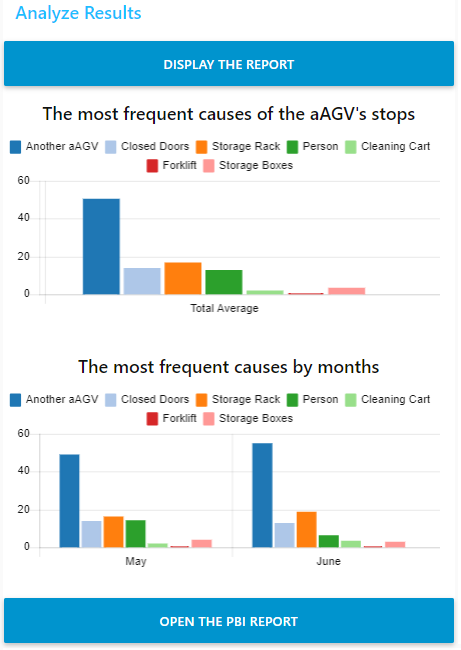 Analyze Results
DISPLAY THE REPORT
The most frequent causes of the aAGV's stops
Another aAGV Closed Doors Storage Rack Person Cleaning Cart
Forklift Storage Boxes
60
40
20
0
Total Average
The most frequent causes by months
Another aAGV Closed Doors Storage Rack Person Cleaning Cart
Forklift Storage Boxes
60
40
20
0
May June
OPEN THE PBI REPORT